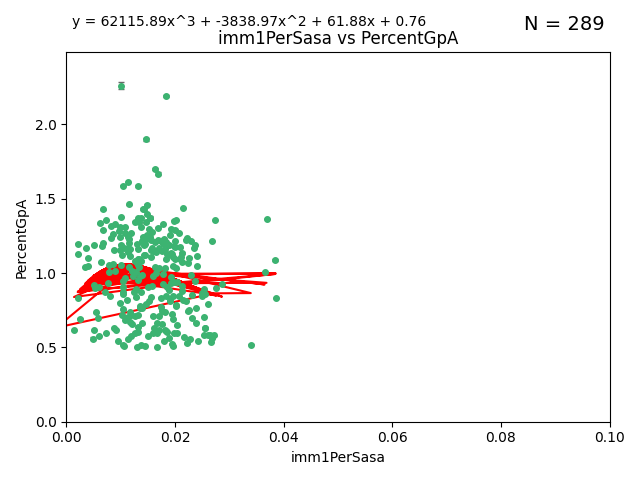 y = 62115.89x^3 + -3838.97x^2 + 61.88x + 0.76
N = 289
imm1PerSasa vs PercentGpA
PercentGpA
2.0
1.5
1.0
0.5
0.0
0.00 0.02 0.04 0.06 0.08 0.10
imm1PerSasa